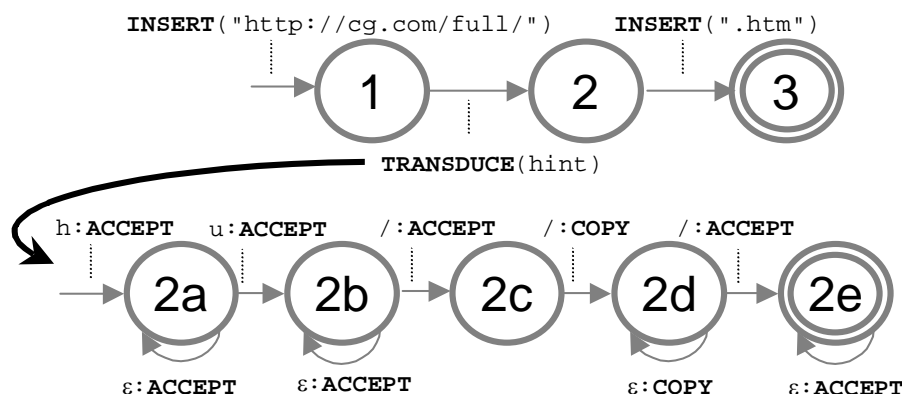 INSERT("http://cg.com/full/") INSERT(".htm")
1 2 3
TRANSDUCE(hint)
h:ACCEPT u:ACCEPT /:ACCEPT /:COPY /:ACCEPT
2a 2b 2c 2d 2e
ε:ACCEPT ε:ACCEPT ε:COPY ε:ACCEPT